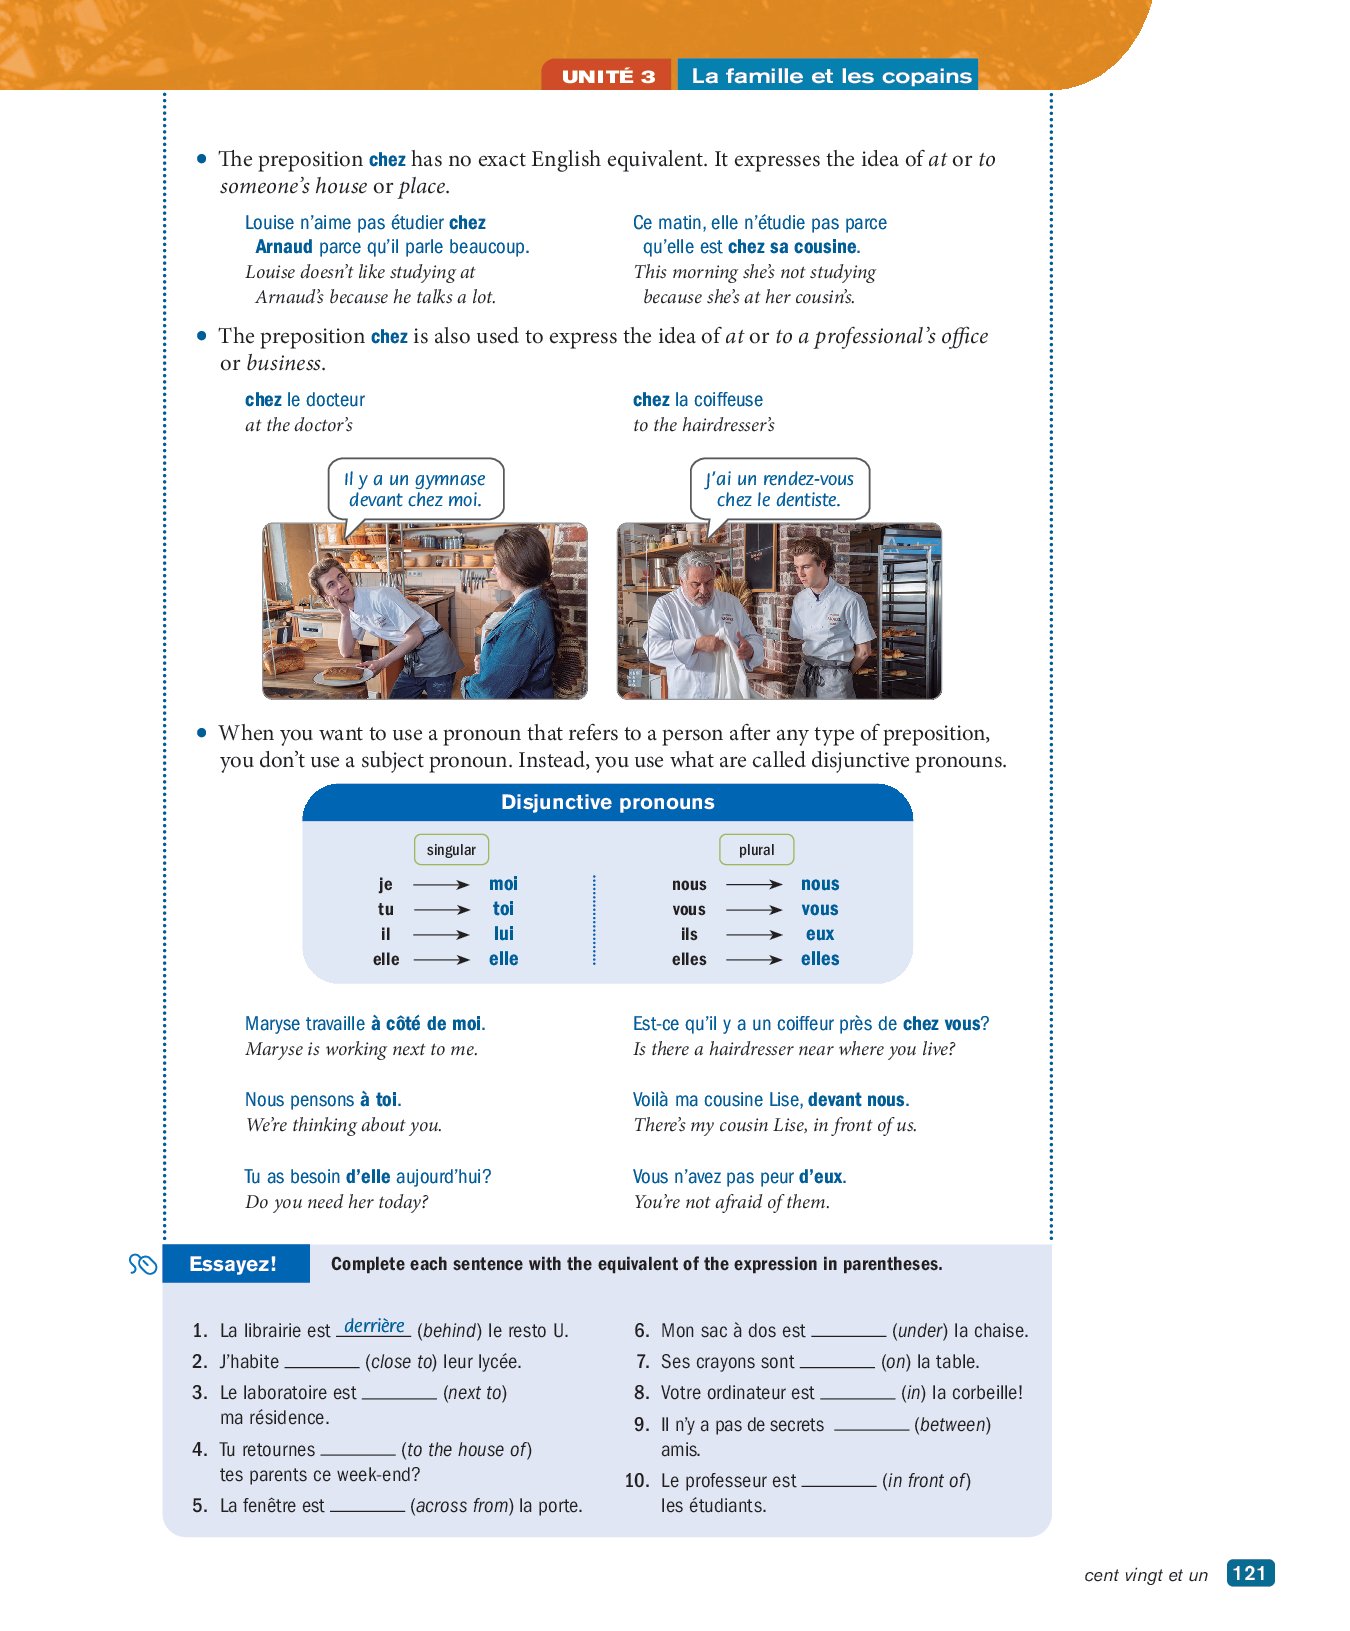 UNITÉ 3 La famille et les copains
• The preposition chez has no exact English equivalent. It expresses the idea of at or to
someone's house or place.
Louise n'aime pas étudier chez
Arnaud parce qu'il parle beaucoup.
Louise doesn't like studying at
Arnaud's because he talks a lot.
Ce matin, elle n'étudie pas parce
qu'elle est chez sa cousine.
This morning she's not studying
because she's at her cousin's.
• The preposition chez is also used to express the idea of at or to a professional's office
or business.
chez le docteur
at the doctor's
chez la coiffeuse
to the hairdresser's
Il y a un gymnase
devant chez moi.
J'ai un rendez-vous
chez le dentiste.
• When you want to use a pronoun that refers to a person after any type of preposition,
you don't use a subject pronoun. Instead, you use what are called disjunctive pronouns.
Disjunctive pronouns
singular
je moi
tu toi
il lui
elle elle
plural
nous nous
vous vous
ils eux
elles elles
Maryse travaille à côté de moi.
Maryse is working next to me.
Est-ce qu'il y a un coiffeur près de chez vous?
Is there a hairdresser near where you live?
Nous pensons à toi.
We're thinking about you.
Voilà ma cousine Lise, devant nous.
There's my cousin Lise, in front of us.
Tu as besoin d'elle aujourd'hui?
Do you need her today?
Vous n'avez pas peur d'eux.
You're not afraid of them.
Essayez! Complete each sentence with the equivalent of the expression in parentheses.
1. La librairie est derrière (behind) le resto U.
2. J'habite ________ (close to) leur lycée.
3. Le laboratoire est ________ (next to)
ma résidence.
4. Tu retournes ________ (to the house of)
tes parents ce week-end?
5. La fenêtre est ________ (across from) la porte.
6. Mon sac à dos est ________ (under) la chaise.
7. Ses crayons sont ________ (on) la table.
8. Votre ordinateur est ________ (in) la corbeille!
9. Il n'y a pas de secrets ________ (between)
amis.
10. Le professeur est ________ (in front of)
les étudiants.
cent vingt et un 121